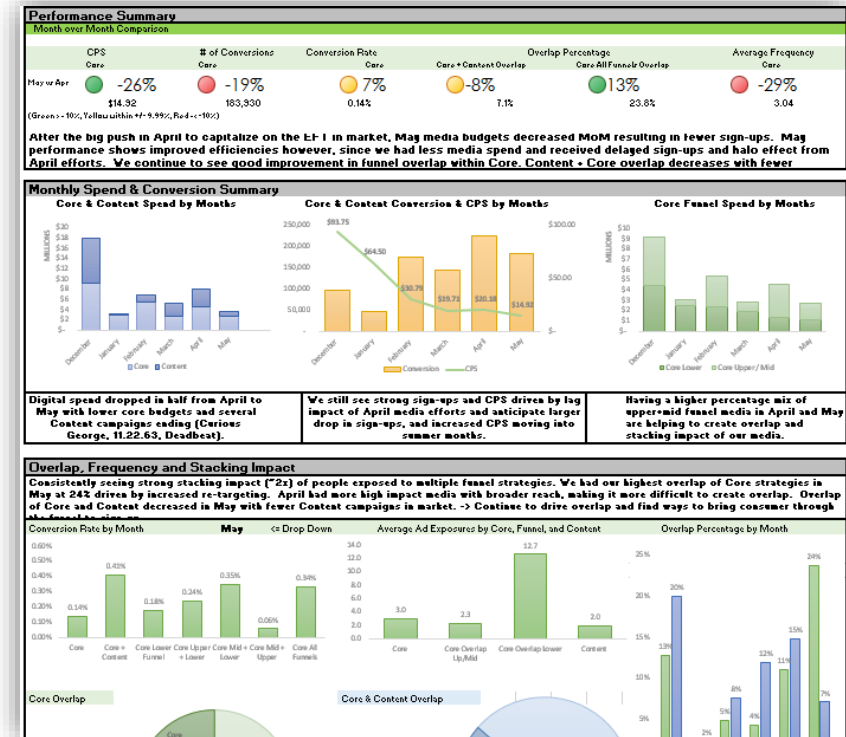 Performance Summary
Month over Month Comparison
CPS # of Conversions Conversion Rate Overlap Percentage Average Frequency
Core Core Core Core + Content Overlap Core All Funnels Overlap Core
May vs Apr -26% -19% 7% -8% 13% -29%
$14.92 183,930 0.14% 7.1% 23.8% 3.04
After the big push in April to capitalize on the EFT in market, May media budgets decreased MoM resulting in fewer sign-ups. May
performance shows improved efficiencies however, since we had less media spend and received delayed sign-ups and halo effect from
April efforts. We continue to see good improvement in funnel overlap within Core. Content + Core overlap decreases with fewer
Monthly Spend & Conversion Summary
Core & Content Spend by Months Core & Content Conversion & CPS by Months Core Funnel Spend by Months
MILLIONS
$20
$18
$16
$14
$12
$10
$8
$6
$4
$2
$-
December January February March April May
Core Content
250,000
200,000
150,000
100,000
50,000
-
$93.75 $64.50 $30.79 $19.71 $20.18 $14.92
$100.00
$50.00
$-
December January February March April May
Conversion CPS
MILLIONS
$10
$9
$8
$7
$6
$5
$4
$3
$2
$1
$-
December January February March April May
Core Lower Core Upper / Mid
Digital spend dropped in half from April to
May with lower core budgets and several
Content campaigns ending (Curious
George, 11.22.63, Deadbeat).
We still see strong sign-ups and CPS driven by lag
impact of April media efforts and anticipate larger
drop in sign-ups, and increased CPS moving into
summer months.
Having a higher percentage mix of
upper+mid funnel media in April and May
are helping to create overlap and
stacking impact of our media.
Overlap, Frequency and Stacking Impact
Consistently seeing strong stacking impact (~2x) of people exposed to multiple funnel strategies. We had our highest overlap of Core strategies in
May at 24% driven by increased re-targeting. April had more high impact media with broader reach, making it more difficult to create overlap. Overlap
of Core and Content decreased in May with fewer Content campaigns in market. -> Continue to drive overlap and find ways to bring consumer through
Conversion Rate by Month May <= Drop Down Average Ad Exposures by Core, Funnel, and Content Overlap Percentage by Month
0.60%
0.50%
0.40%
0.30%
0.20%
0.10%
0.00%
0.14% 0.41% 0.18% 0.24% 0.35% 0.06% 0.34%
Core Core + Content Core Lower Funnel Core Upper + Lower Core Mid + Lower Core Mid + Upper Core All Funnels
14.0
12.0
10.0
8.0
6.0
4.0
2.0
0.0
3.0 2.3 12.7 2.0
Core Core Overlap Up/Mid Core Overlap Lower Content
25%
20%
15%
10%
5%
13% 20% 2% 5% 8% 4% 12% 11% 15% 24% 7%
Core Overlap Core & Content Overlap
Core